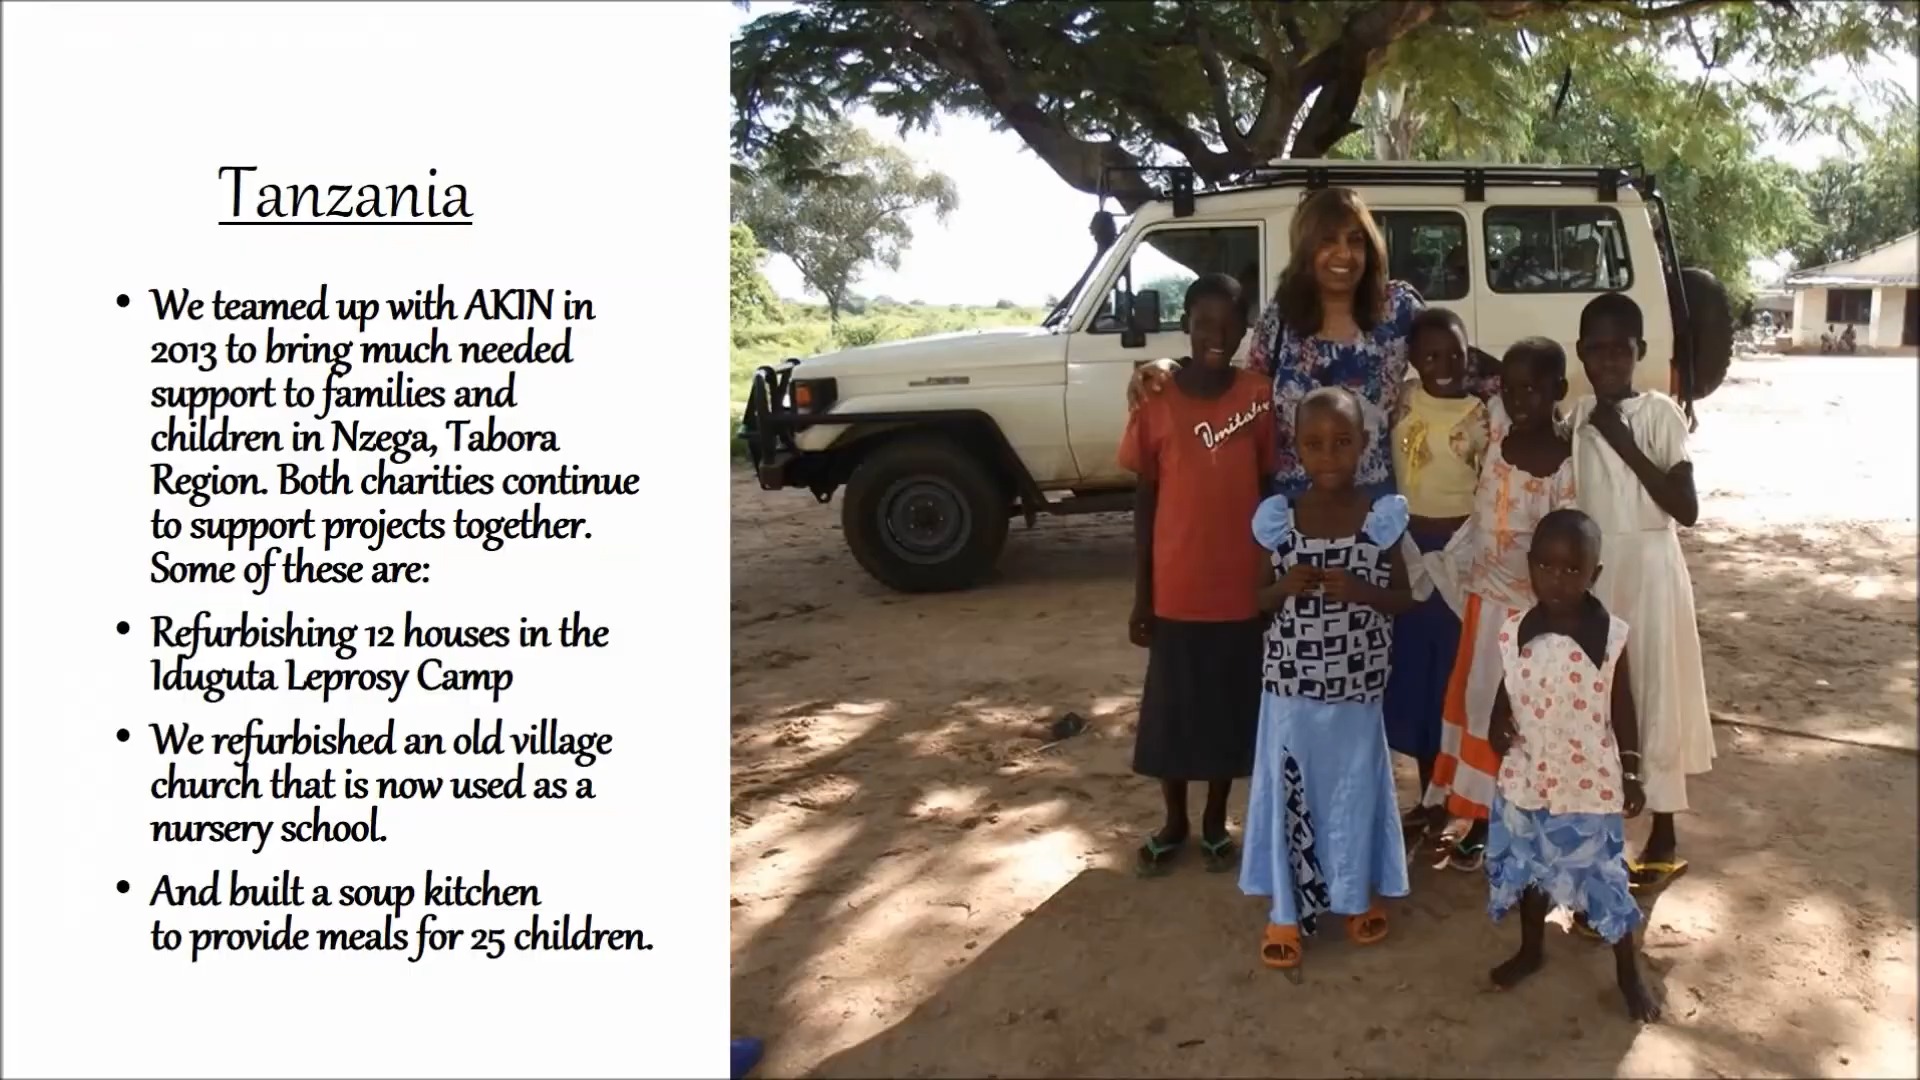 Tanzania
• We teamed up with AKIN in
2013 to bring much needed
support to families and
children in Nzega, Tabora
Region. Both charities continue
to support projects together.
Some of these are:
• Refurbishing 12 houses in the
Iduguta Leprosy Camp
• We refurbished an old village
church that is now used as a
nursery school.
• And built a soup kitchen
to provide meals for 25 children.